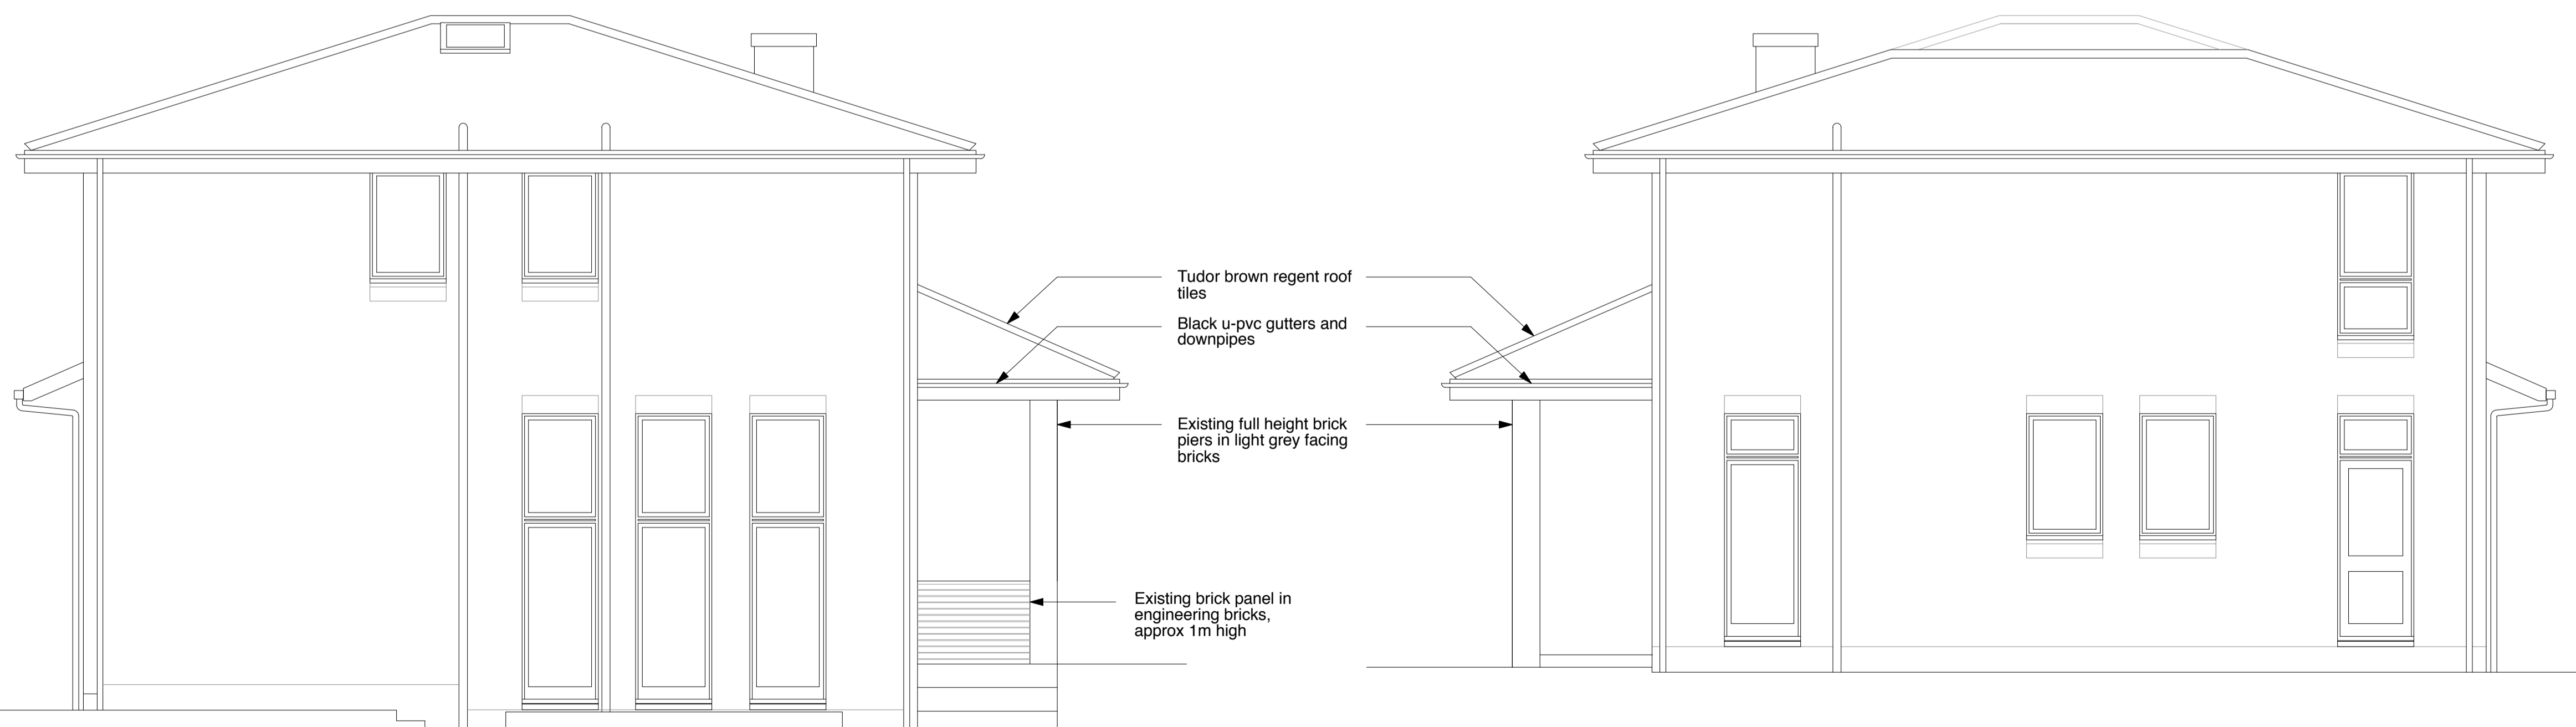 Tudor brown regent roof
tiles
Black u-pvc gutters and
downpipes
Existing full height brick
piers in light grey facing
bricks
Existing brick panel in
engineering bricks,
approx 1m high